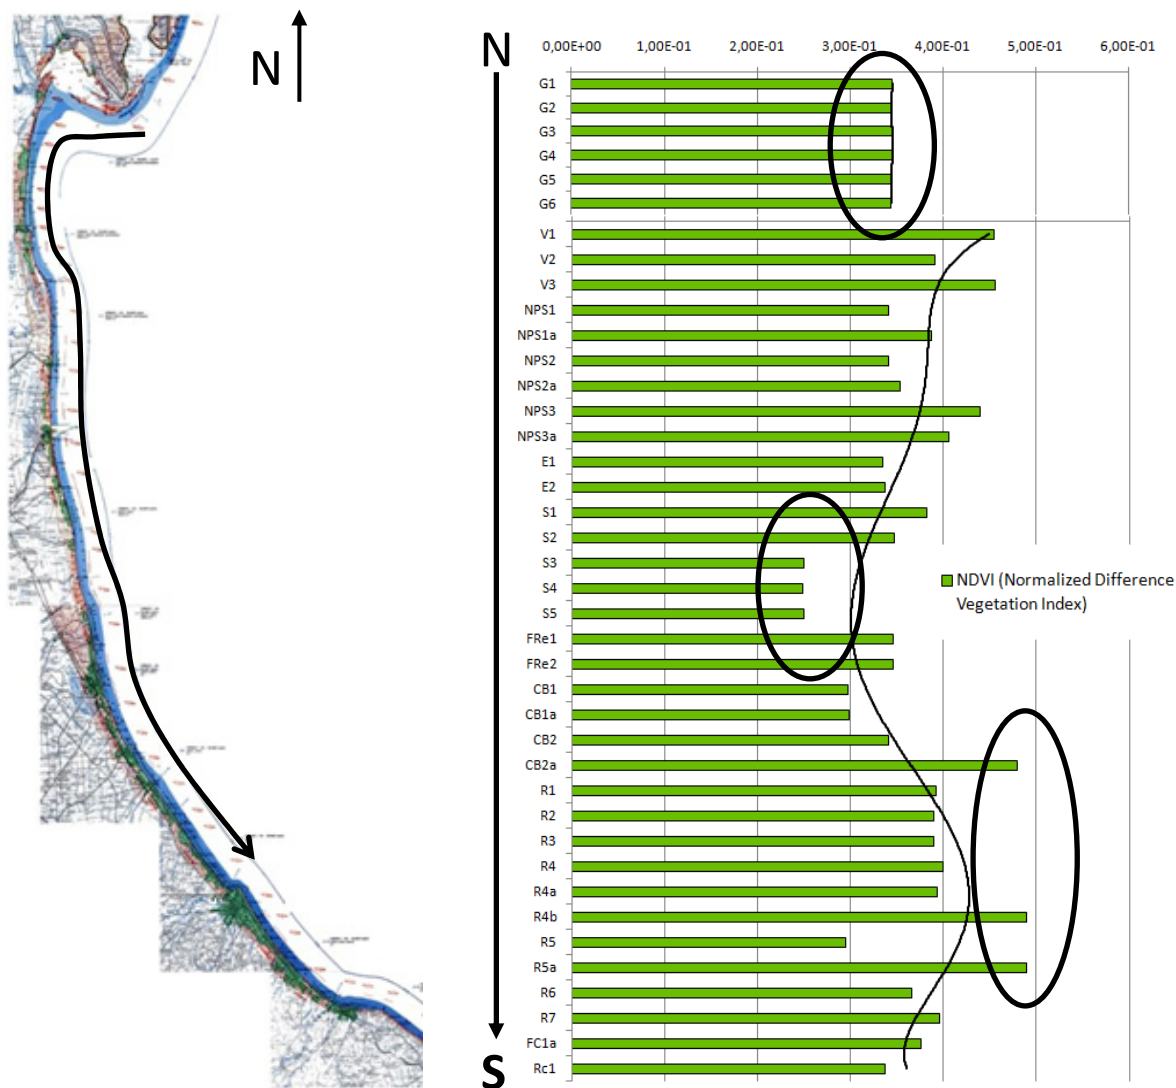 N
N
0,00E+00 1,00E-01 2,00E-01 3,00E-01 4,00E-01 5,00E-01 6,00E-01
G1
G2
G3
G4
G5
G6
V1
V2
V3
NPS1
NPS1a
NPS2
NPS2a
NPS3
NPS3a
E1
E2
S1
S2
S3
S4
S5
FRe1
FRe2
CB1
CB1a
CB2
CB2a
R1
R2
R3
R4
R4a
R4b
R5
R5a
R6
R7
FC1a
Rc1
NDVI (Normalized Difference
Vegetation Index)
S